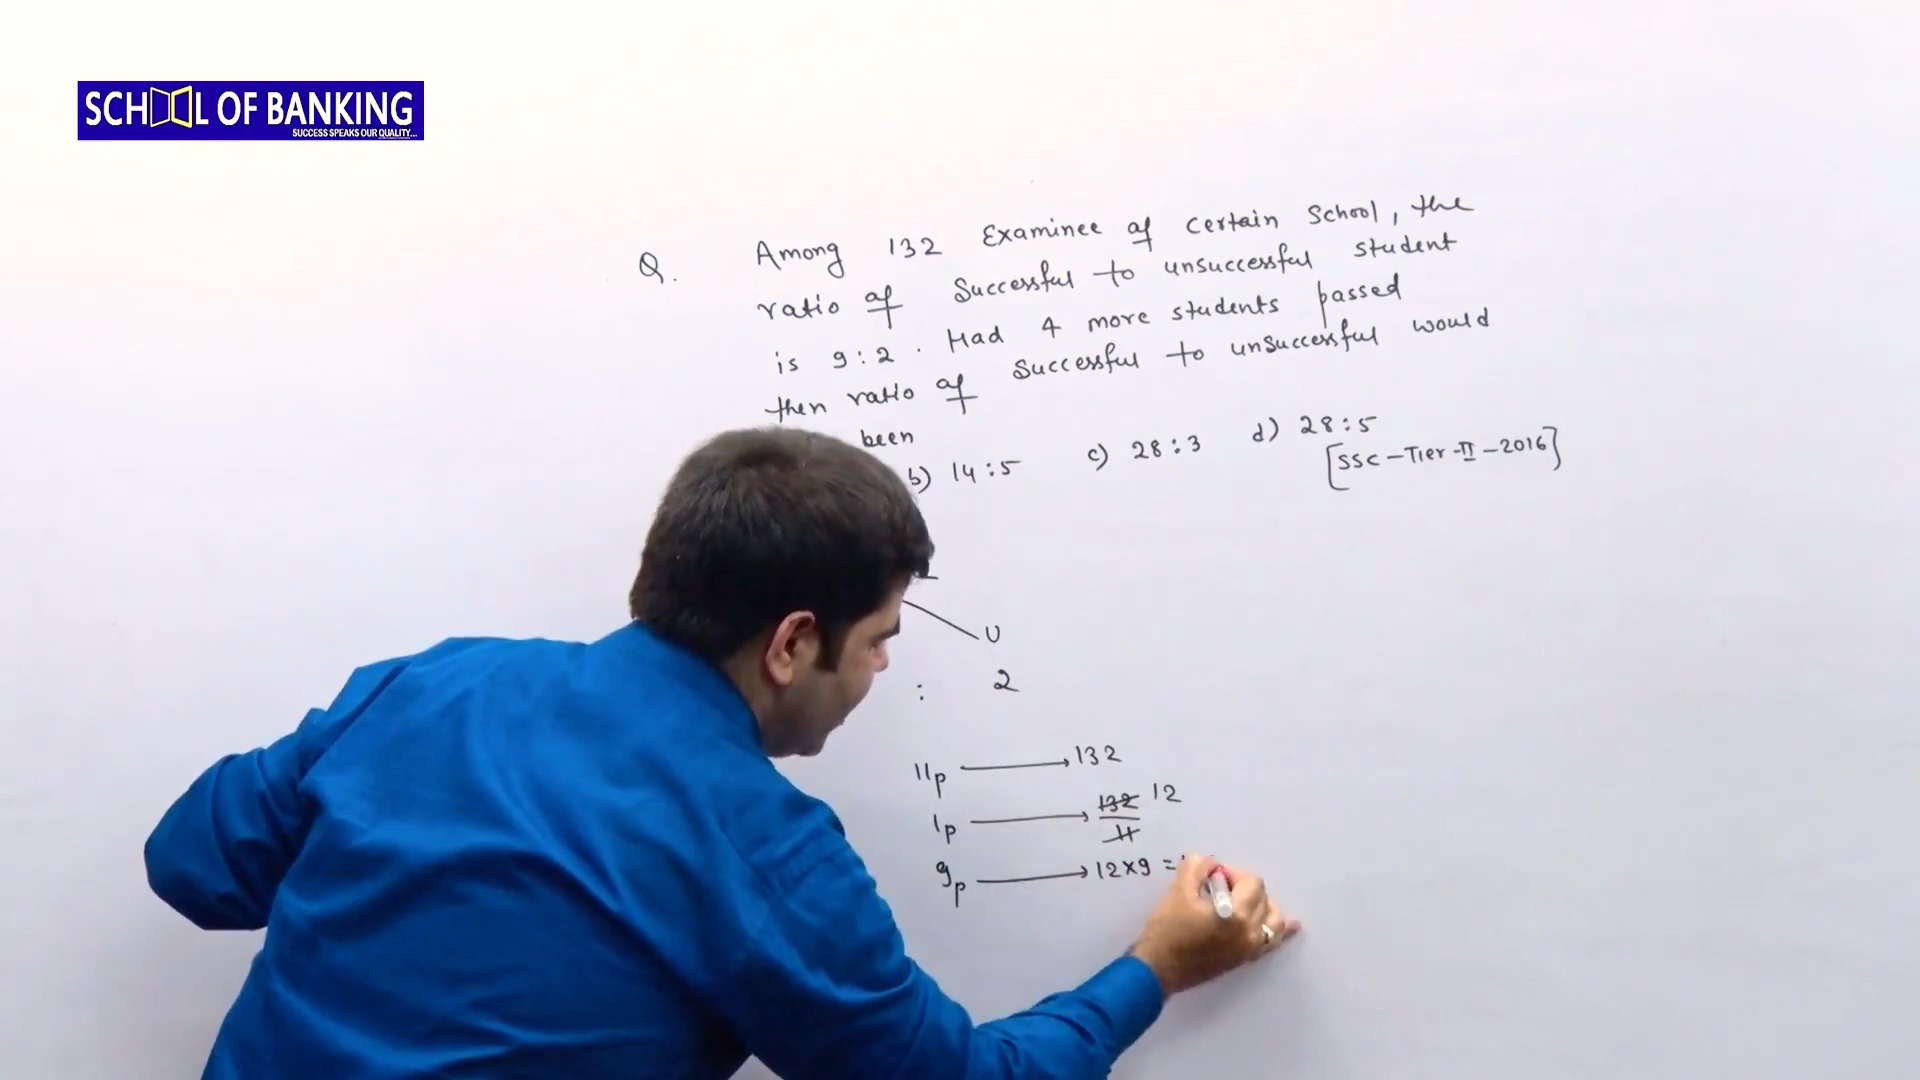 SCHOOL OF BANKING
SUCCESS SPEAKS OUR QUALITY...
Q. Among 132 Examinee of certain School, the
ratio of Successful to unsuccessful student
is 9:2. Had 4 more students passed
then ratio of Successful to unsuccessful would
been
b) 14:5 c) 28:3 d) 28:5
[SSC-Tier-II-2016]
U
: 2
11p → 132
1p → 132/11 12
9p → 12×9 =